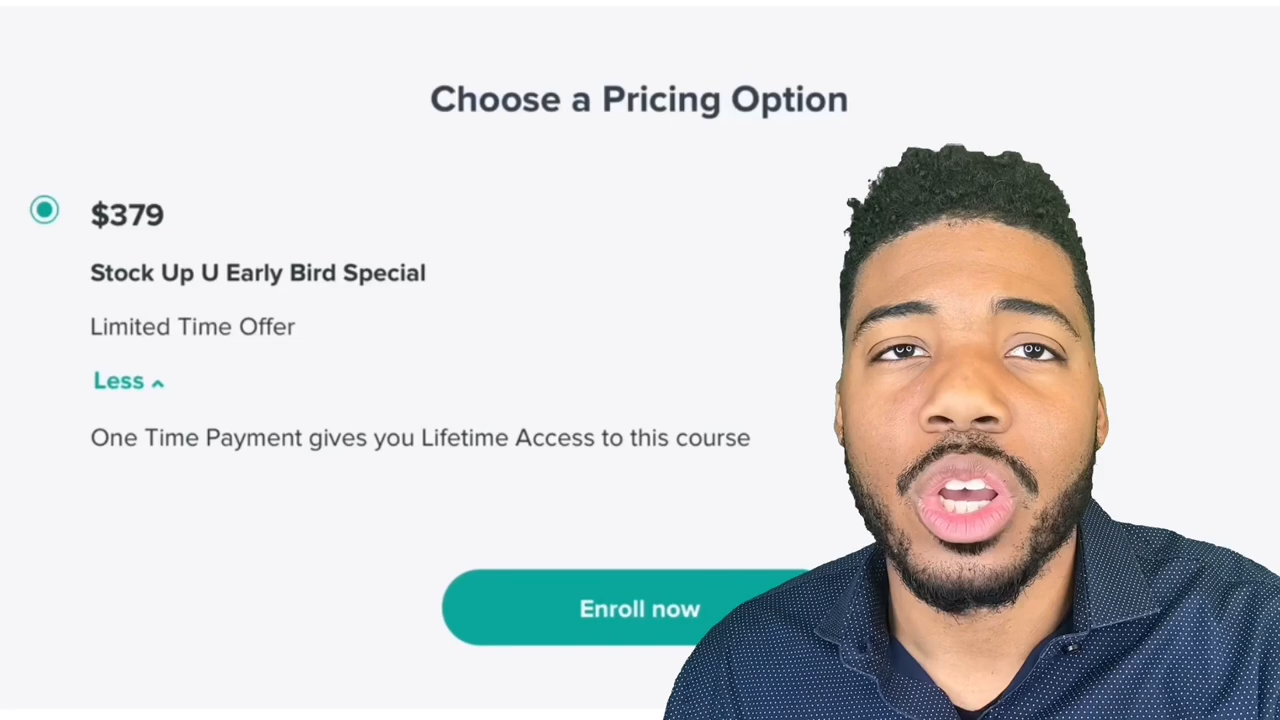 Choose a Pricing Option
$379
Stock Up U Early Bird Special
Limited Time Offer
Less
One Time Payment gives you Lifetime Access to this course
Enroll now